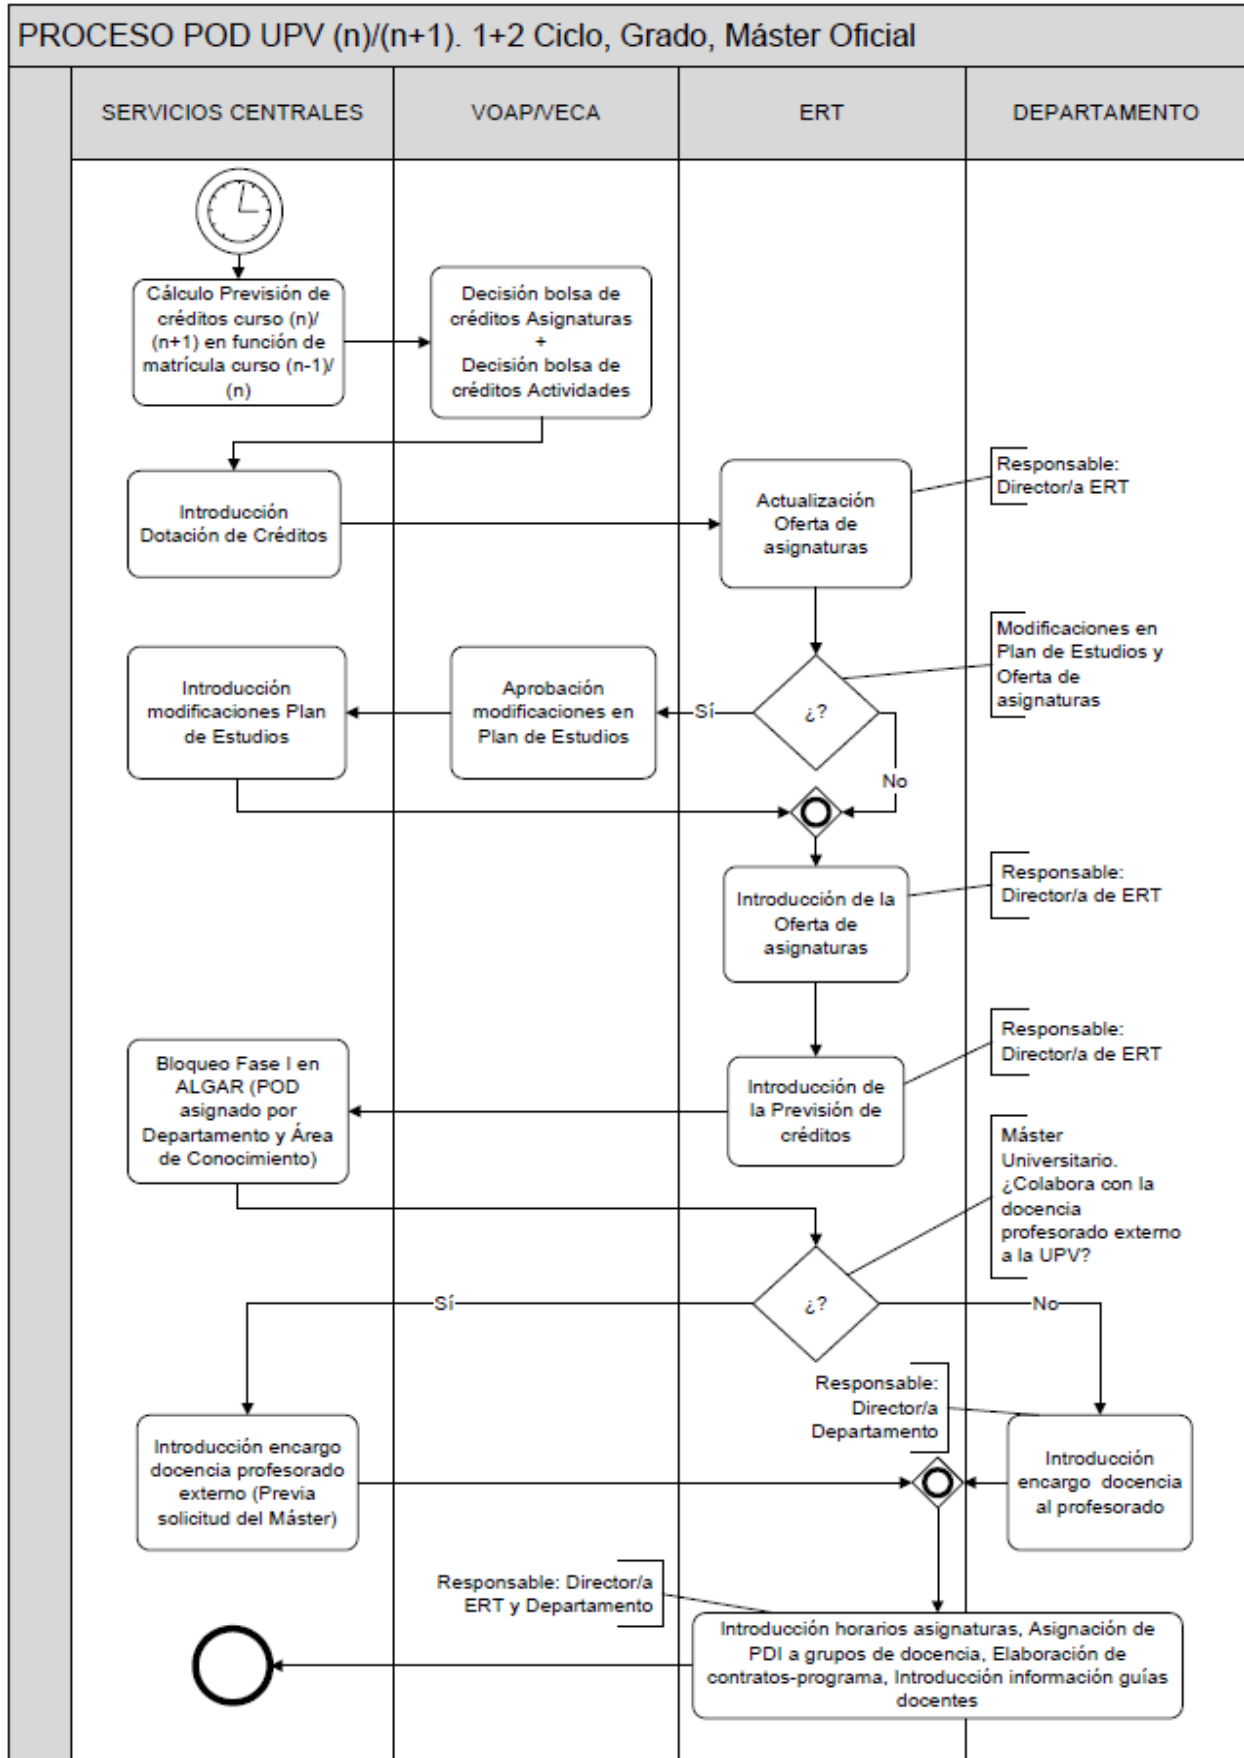 PROCESO POD UPV (n)/(n+1). 1+2 Ciclo, Grado, Máster Oficial
SERVICIOS CENTRALES
VOAP/VECA
ERT
DEPARTAMENTO
Cálculo Previsión de
créditos curso (n)/
(n+1) en función de
matrícula curso (n-1)/
(n)
Decisión bolsa de
créditos Asignaturas
+
Decisión bolsa de
créditos Actividades
Introducción
Dotación de Créditos
Actualización
Oferta de
asignaturas
Responsable:
Director/a ERT
Modificaciones en
Plan de Estudios y
Oferta de
asignaturas
Introducción
modificaciones Plan
de Estudios
Aprobación
modificaciones en
Plan de Estudios
Sí
¿?
No
Introducción de la
Oferta de
asignaturas
Responsable:
Director/a de ERT
Responsable:
Director/a de ERT
Bloqueo Fase I en
ALGAR (POD
asignado por
Departamento y Área
de Conocimiento)
Introducción de
la Previsión de
créditos
Máster
Universitario.
¿Colabora con la
docencia
profesorado externo
a la UPV?
Sí
¿?
No
Responsable:
Director/a
Departamento
Introducción encargo
docencia profesorado
externo (Previa
solicitud del Máster)
Introducción
encargo docencia
al profesorado
Responsable: Director/a
ERT y Departamento
Introducción horarios asignaturas, Asignación de
PDI a grupos de docencia, Elaboración de
contratos-programa, Introducción información guías
docentes